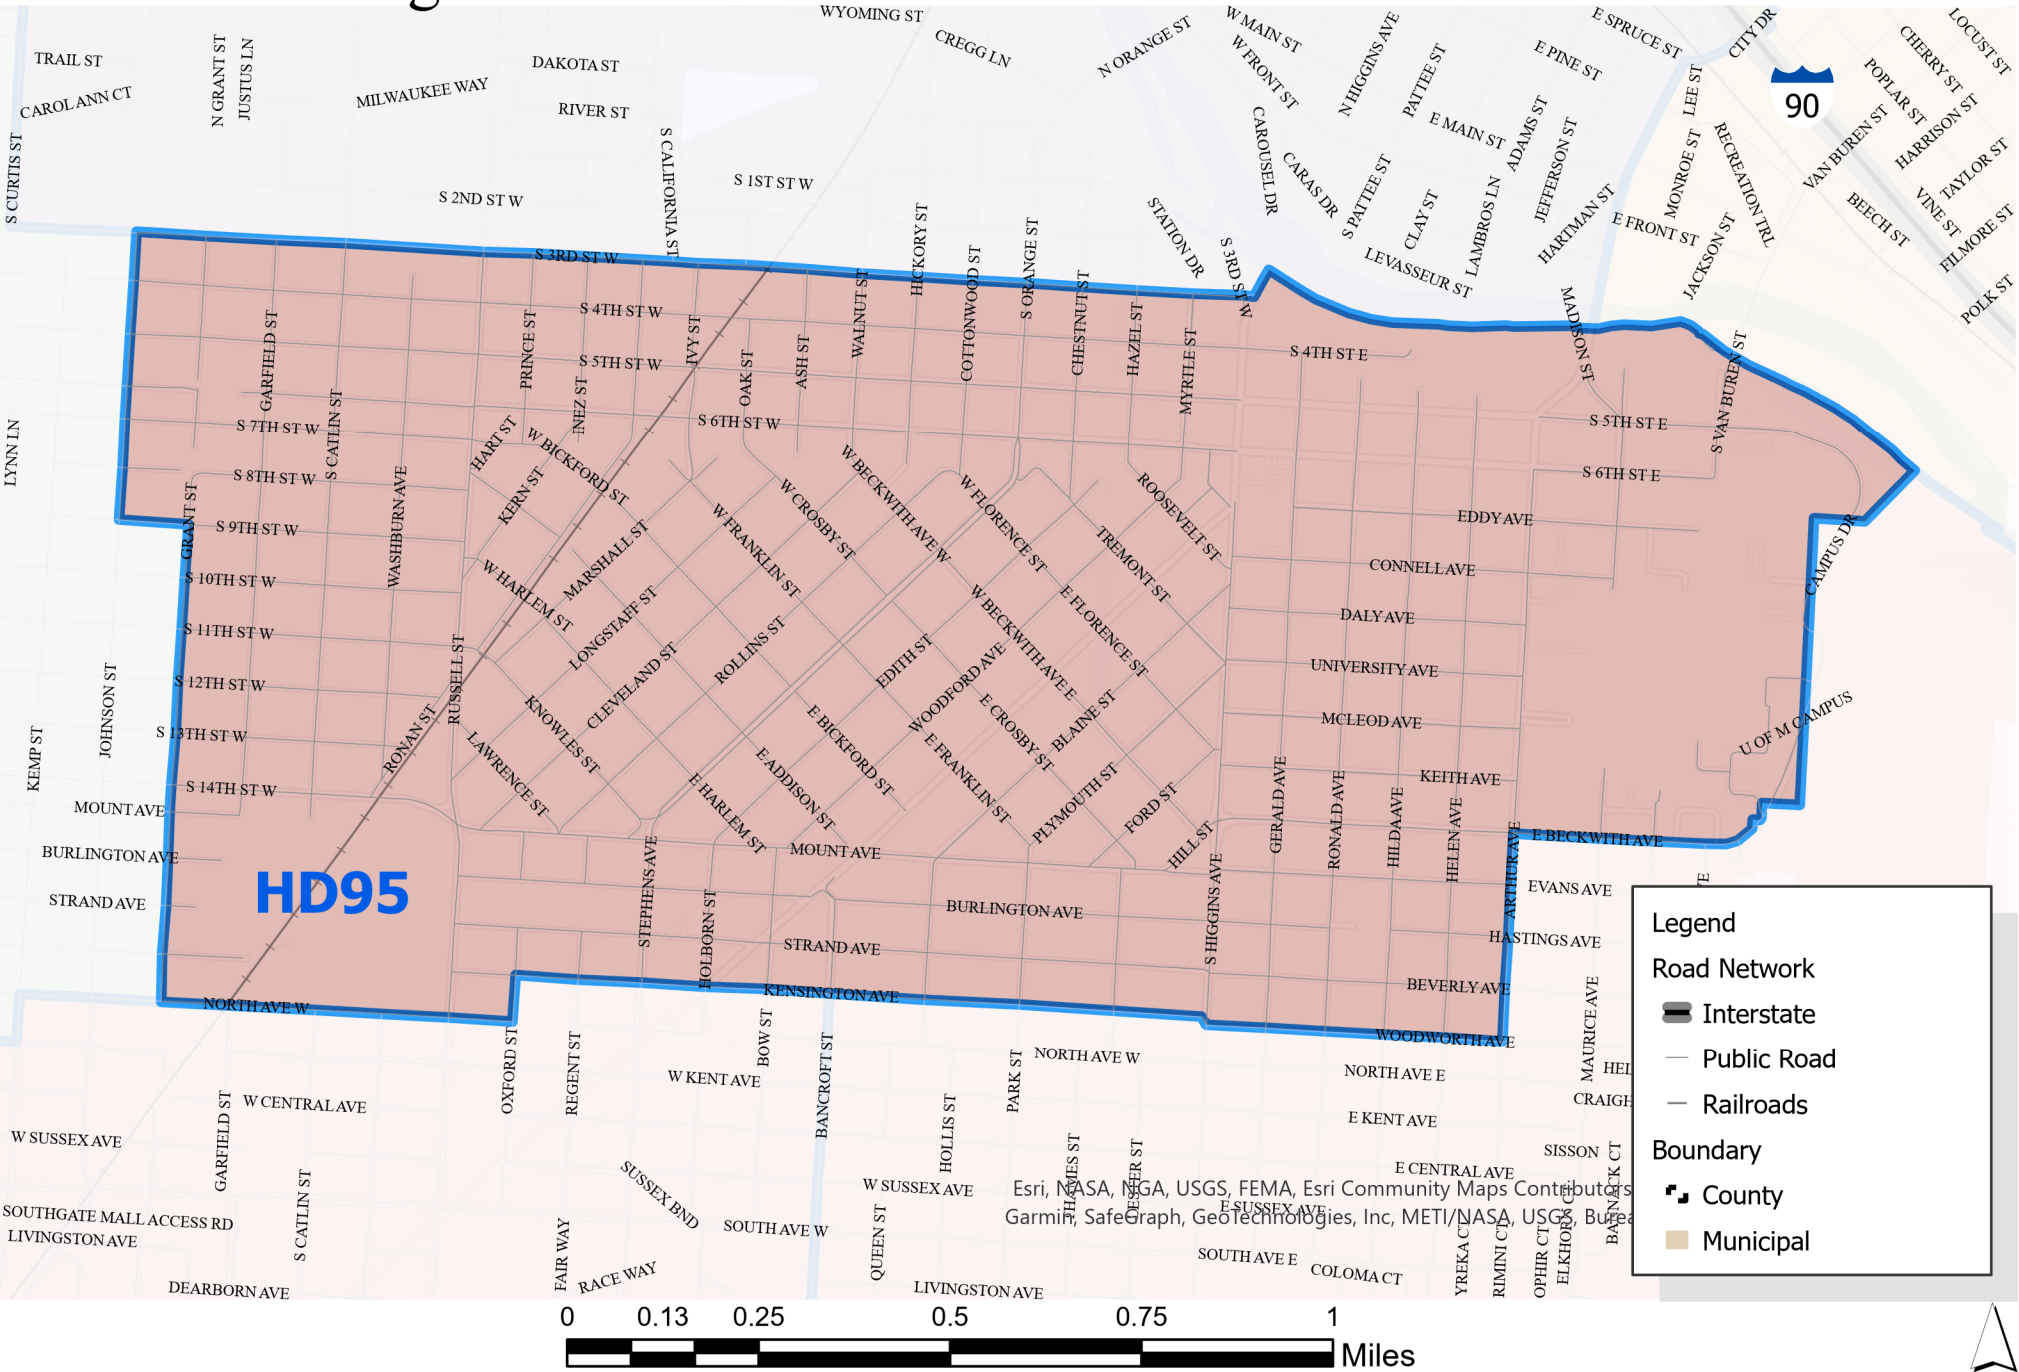 WYOMING ST
CREGG LN
N ORANGE ST
W MAIN ST
W FRONT ST
N HIGGINS AVE
PATTEE ST
E PINE ST
E SPRUCE ST
CITY DR
LOCUST ST
CHERRY ST
POPLAR ST
HARRISON ST
TRAIL ST
CAROL ANN CT
N GRANT ST
JUSTUS LN
MILWAUKEE WAY
DAKOTA ST
RIVER ST
E MAIN ST
ADAMS ST
JEFFERSON ST
LEE ST
90
VAN BUREN ST
TAYLOR ST
VINE ST
FILMORE ST
BEECH ST
POLK ST
MONROE ST
RECREATION TRL
JACKSON ST
E FRONT ST
HARTMAN ST
LAMBROS LN
CLAY ST
S PATTEE ST
LEVASSEUR ST
CARAS DR
CAROUSEL DR
STATION DR
S 3RD ST W
S CURTIS ST
S 2ND ST W
S 1ST ST W
S CALIFORNIA ST
S 3RD ST W
S 4TH ST W
S 5TH ST W
S 6TH ST W
HICKORY ST
COTTONWOOD ST
S ORANGE ST
CHESTNUT ST
HAZEL ST
MYRTLE ST
WALNUT ST
ASH ST
OAK ST
IVY ST
PRINCE ST
INEZ ST
GARFIELD ST
S CATLIN ST
WASHBURN AVE
S 4TH ST E
MADISON ST
S 5TH ST E
S VAN BUREN ST
S 6TH ST E
LYNN LN
S 7TH ST W
S 8TH ST W
GRANT ST
S 9TH ST W
S 10TH ST W
S 11TH ST W
S 12TH ST W
S 13TH ST W
S 14TH ST W
HART ST
KERN ST
W BICKFORD ST
MARSHALL ST
W HARLEM ST
LONGSTAFF ST
CLEVELAND ST
ROLLINS ST
W FRANKLIN ST
W CROSBY ST
W BECKWITH AVE W
W FLORENCE ST
ROOSEVELT ST
TREMONT ST
E FLORENCE ST
W BECKWITH AVE E
EDITH ST
WOODFORD AVE
BLAINE ST
E CROSBY ST
E FRANKLIN ST
E BICKFORD ST
E ADDISON ST
E HARLEM ST
KNOWLES ST
LAWRENCE ST
PLYMOUTH ST
FORD ST
HILL ST
RUSSELL ST
RONAN ST
EDDY AVE
CONNELL AVE
DALY AVE
UNIVERSITY AVE
MCLEOD AVE
KEITH AVE
CAMPUS DR
U OF M CAMPUS
GERALD AVE
RONALD AVE
HILDA AVE
HELEN AVE
ARTHUR AVE
E BECKWITH AVE
JOHNSON ST
KEMP ST
MOUNT AVE
BURLINGTON AVE
STRAND AVE
HD95
STEPHENS AVE
HOLBORN ST
MOUNT AVE
BURLINGTON AVE
STRAND AVE
KENSINGTON AVE
S HIGGINS AVE
EVANS AVE
HASTINGS AVE
BEVERLY AVE
WOODWORTH AVE
MAURICE AVE
NORTH AVE W
OXFORD ST
REGENT ST
BOW ST
BANCROFT ST
W KENT AVE
PARK ST
NORTH AVE W
NORTH AVE E
E KENT AVE
E CENTRAL AVE
SISSON
CRAIGH
HEL
W CENTRAL AVE
GARFIELD ST
S CATLIN ST
W SUSSEX AVE
SOUTHGATE MALL ACCESS RD
LIVINGSTON AVE
DEARBORN AVE
FAIR WAY
RACE WAY
SUSSEX BND
SOUTH AVE W
W SUSSEX AVE
QUEEN ST
HOLLIS ST
THAMES ST
LESTER ST
E SUSSEX AVE
SOUTH AVE E
COLOMA CT
LIVINGSTON AVE
YREKA CT
RIMINI CT
OPHIR CT
ELKHORN CT
BANNACK CT
Esri, NASA, NGA, USGS, FEMA, Esri Community Maps Contributors
Garmin, SafeGraph, GeoTechnologies, Inc, METI/NASA, USGS, Burea
Legend
Road Network
Interstate
Public Road
Railroads
Boundary
County
Municipal
0 0.13 0.25 0.5 0.75 1
Miles